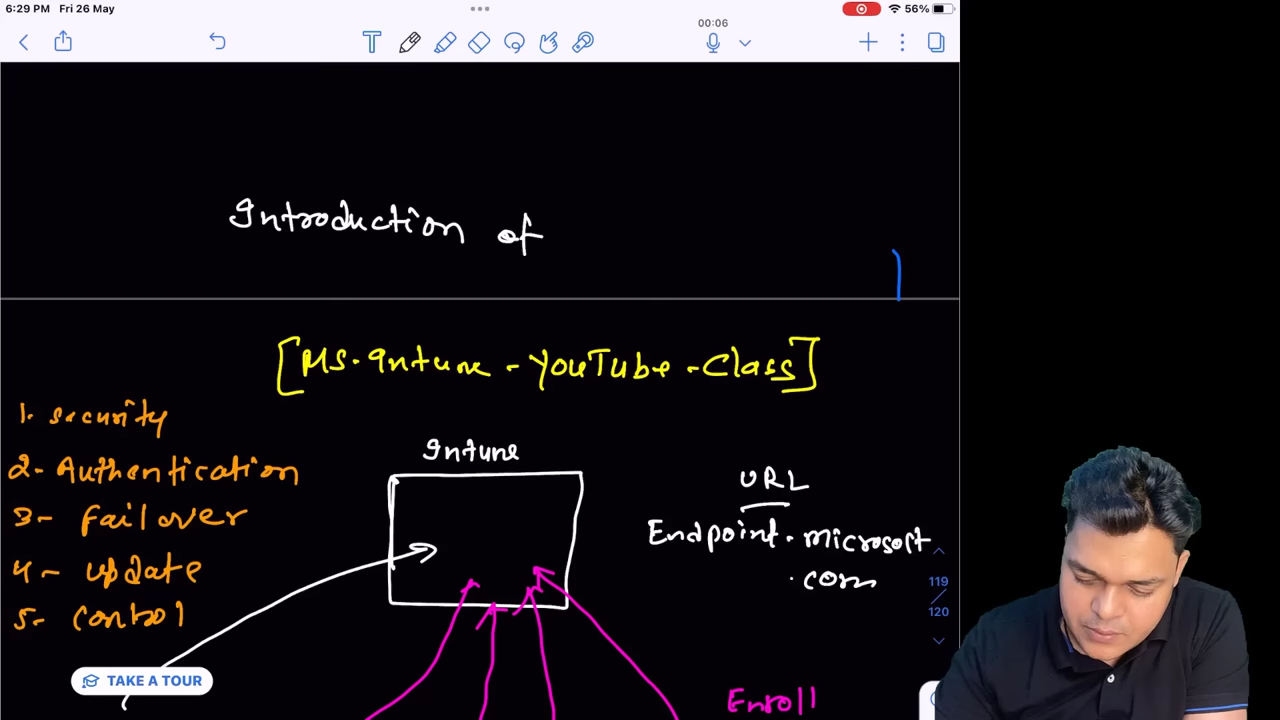 6:29 PM Fri 26 May
56%
00:06
T
Introduction of
[MS.Intune - YouTube - Class]
1. security
2- Authentication
3- Failover
4- update
5- control
Intune
URL
Endpoint.microsoft
.com
119
120
TAKE A TOUR
Enroll